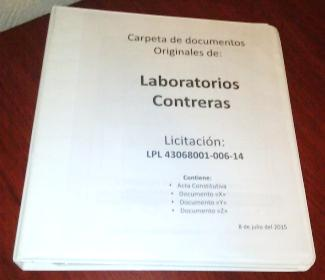 Carpeta de documentos
Originales de:
Laboratorios
Contreras
Licitación:
LPL 43068001-006-14
Contiene:
• Acta Constitutiva
• Documento «X»
• Documento «Y»
• Documento «Z»
8 de julio del 2015